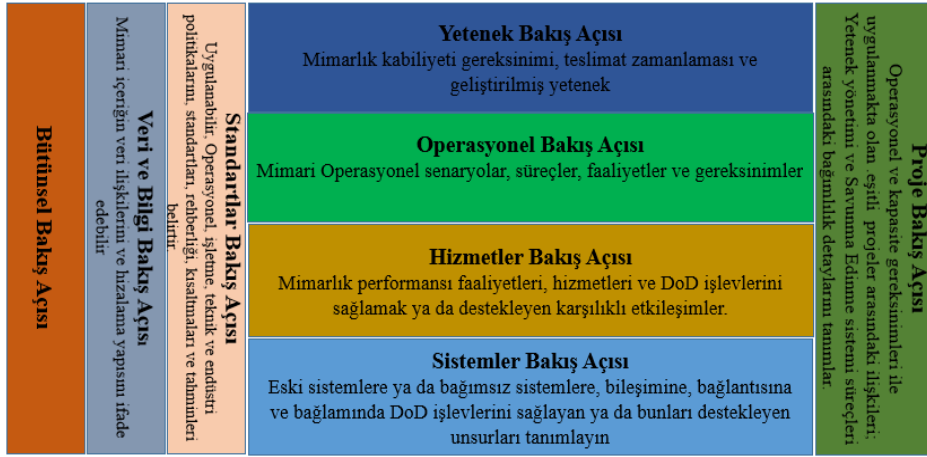 Bütünsel Bakış Açısı
Veri ve Bilgi Bakış Açısı
Mimari içeriğin veri ilişkilerini ve hizalama yapısını ifade
edebilir
Standartlar Bakış Açısı
Uygulanabilir, Operasyonel, işletme, teknik ve endüstri
politikalarını, standartları, rehberliği, kısaltmaları ve tahminleri
belirtir
Yetenek Bakış Açısı
Mimarlık kabiliyeti gereksinimi, teslimat zamanlaması ve
geliştirilmiş yetenek
Operasyonel Bakış Açısı
Mimari Operasyonel senaryolar, süreçler, faaliyetler ve gereksinimler
Hizmetler Bakış Açısı
Mimarlık performansı faaliyetleri, hizmetleri ve DoD işlevlerini
sağlamak ya da destekleyen karşılıklı etkileşimler.
Sistemler Bakış Açısı
Eski sistemlere ya da bağımsız sistemlere, bileşimine, bağlantısına
ve bağlamında DoD işlevlerini sağlayan ya da bunları destekleyen
unsurları tanımlayın
Proje Bakış Açısı
Operasyonel ve kapasite gereksinimleri ile
uygulanmakta olan eşitli projeler arasındaki ilişkileri;
Yetenek yönetimi ve Savunma Edinme sistemi süreçleri
arasındaki bağımlılık detaylarını tanımlar.